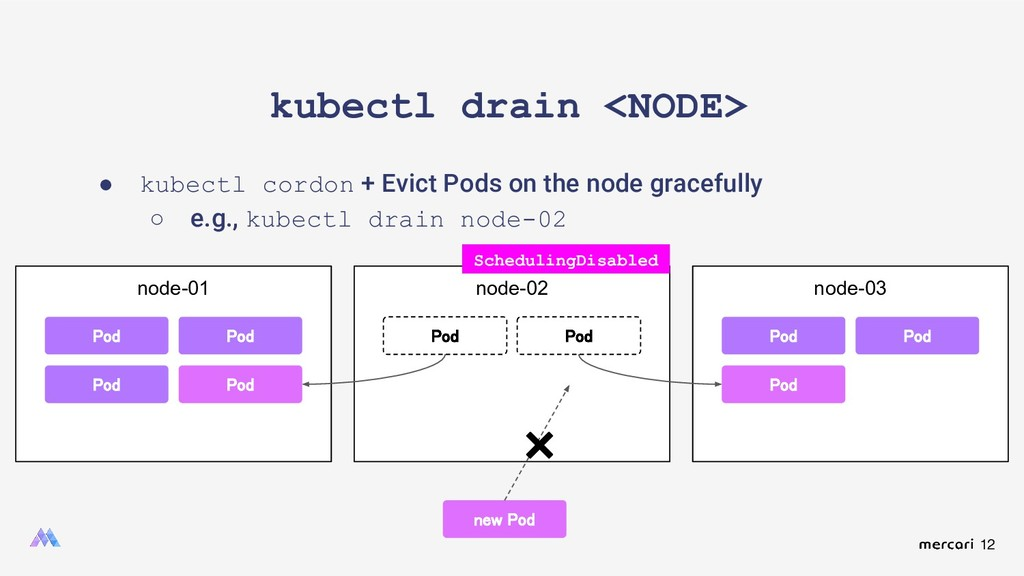 kubectl drain <NODE>
● kubectl cordon + Evict Pods on the node gracefully
○ e.g., kubectl drain node-02
SchedulingDisabled
node-01
Pod Pod
Pod Pod
node-02
Pod Pod
node-03
Pod Pod
Pod
new Pod
mercari 12